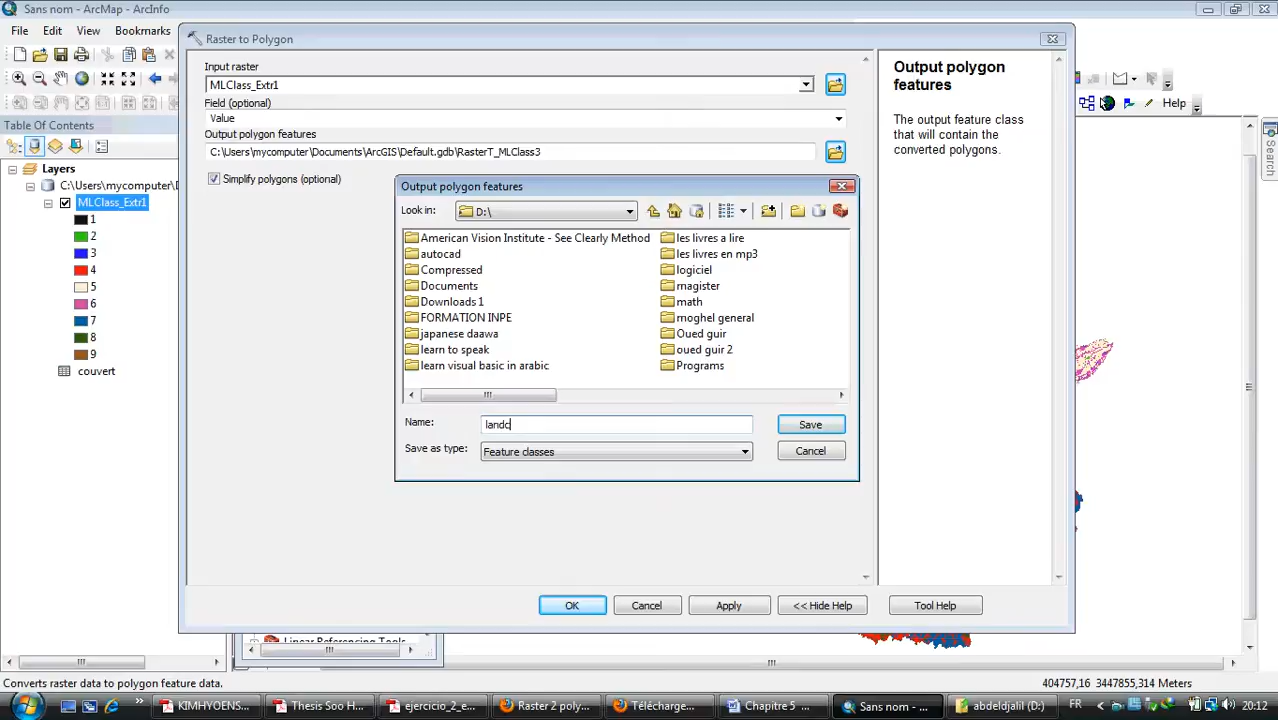 Sans nom - ArcMap - ArcInfo
File Edit View Bookmarks
Raster to Polygon
Input raster
MLClass_Extr1
Field (optional)
Value
Output polygon features
C:\Users\mycomputer\Documents\ArcGIS\Default.gdb\RasterT_MLClass3
Simplify polygons (optional)
Output polygon features
The output feature class that will contain the converted polygons.
Help
Search
Table Of Contents
Layers
C:\Users\mycomputer\D
MLClass_Extr1
1
2
3
4
5
6
7
8
9
couvert
Output polygon features
Look in: D:\
American Vision Institute - See Clearly Method
autocad
Compressed
Documents
Downloads 1
FORMATION INPE
japanese daawa
learn to speak
learn visual basic in arabic
les livres a lire
les livres en mp3
logiciel
magister
math
moghel general
Oued guir
oued guir 2
Programs
Name: landc
Save
Save as type: Feature classes
Cancel
OK Cancel Apply << Hide Help Tool Help
Linear Referencing Tools
Converts raster data to polygon feature data.
404757,16 3447855,314 Meters
KIMHYOENS... Thesis Soo H... ejercicio_2_e... Raster 2 poly... Télécharge... Chapitre 5 ... Sans nom - ... abdeldjalil (D:) FR 20:12